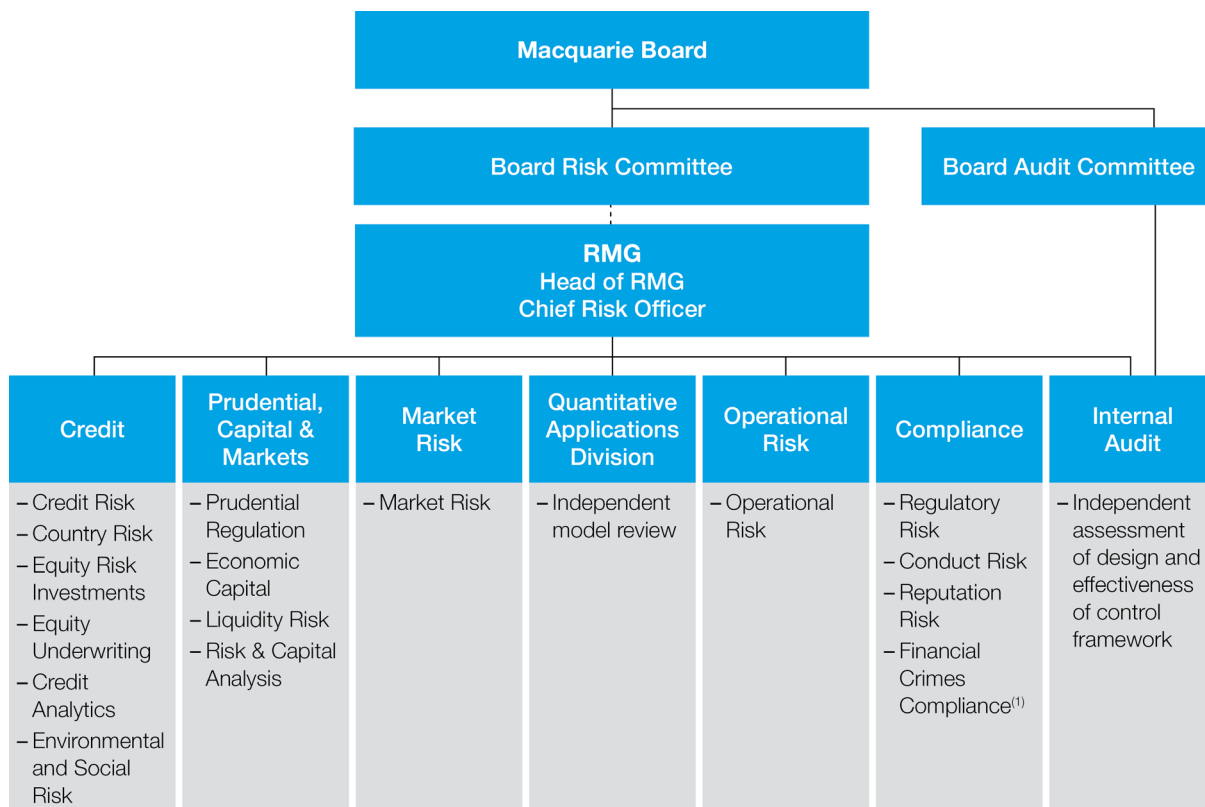 Macquarie Board
Board Risk Committee
Board Audit Committee
RMG
Head of RMG
Chief Risk Officer
Credit
– Credit Risk
– Country Risk
– Equity Risk
Investments
– Equity
Underwriting
– Credit
Analytics
– Environmental
and Social
Risk
Prudential,
Capital &
Markets
– Prudential
Regulation
– Economic
Capital
– Liquidity Risk
– Risk & Capital
Analysis
Market
Risk
– Market Risk
Quantitative
Applications
Division
– Independent
model review
Operational
Risk
– Operational
Risk
Compliance
– Regulatory
Risk
– Conduct Risk
– Reputation
Risk
– Financial
Crimes
Compliance(1)
Internal
Audit
– Independent
assessment
of design and
effectiveness
of control
framework